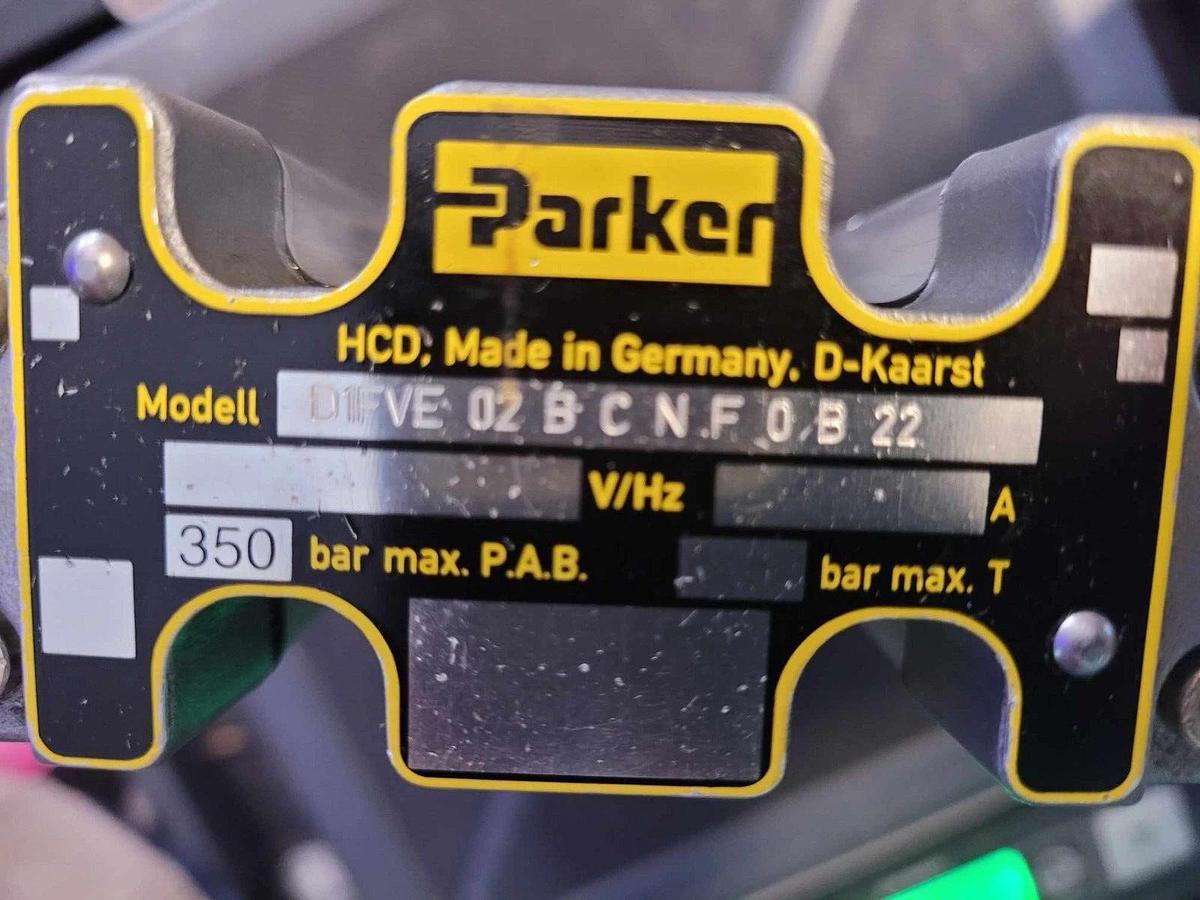 Parker
HCD, Made in Germany, D-Kaarst
Modell D1FVE 02 B C N F 0 B 22
V/Hz A
350 bar max. P.A.B. bar max. T